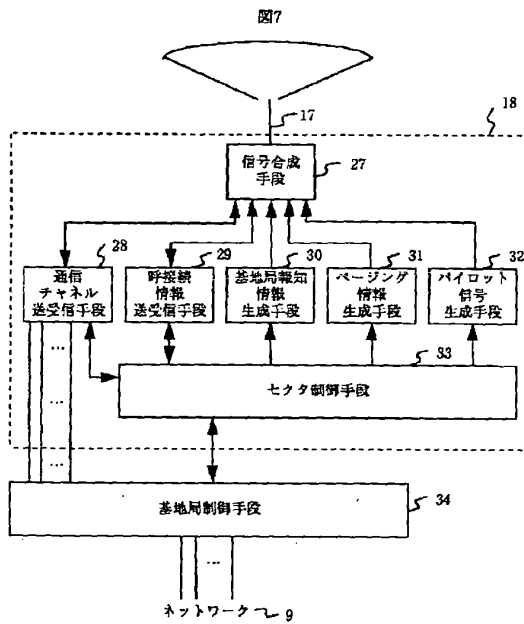 図7
17
18
信号合成
手段
27
28
通信
チャネル
送受信手段
29
呼接続
情報
送受信手段
30
基地局報知
情報
生成手段
31
ページング
情報
生成手段
32
パイロット
信号
生成手段
33
セクタ制御手段
基地局制御手段
34
ネットワーク
9